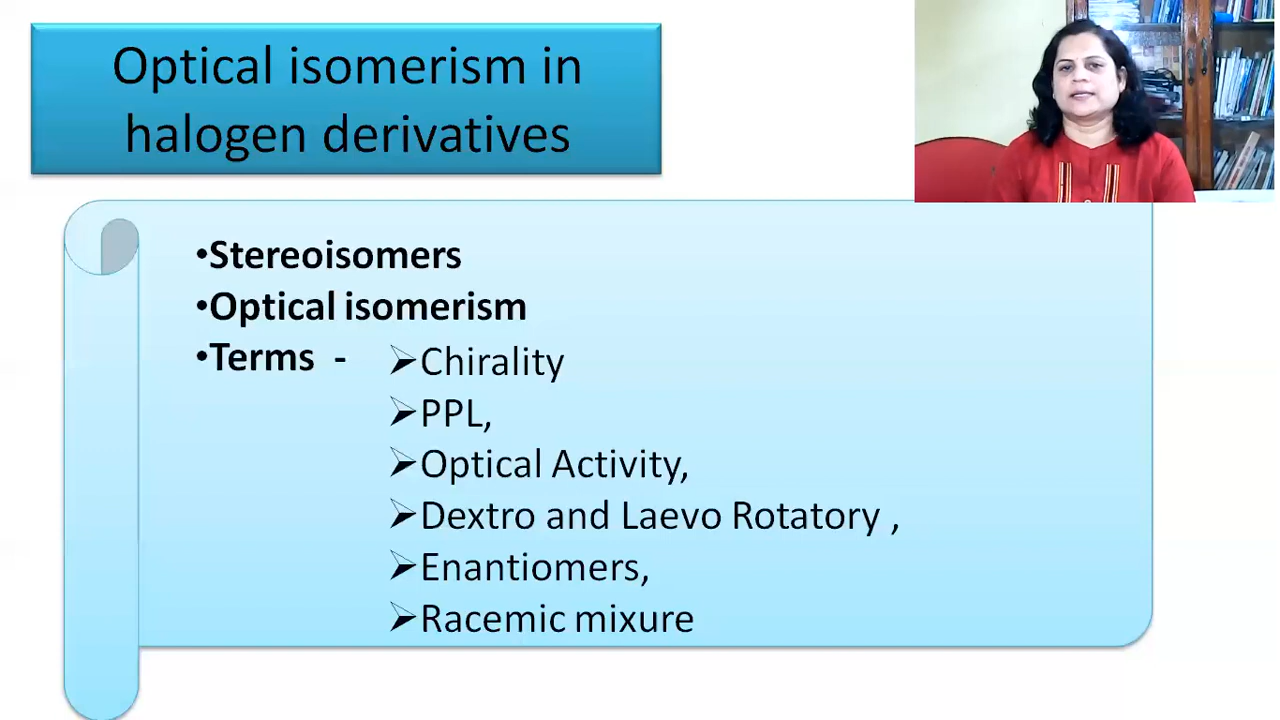 Optical isomerism in
halogen derivatives
•Stereoisomers
•Optical isomerism
•Terms - ➢Chirality
➢PPL,
➢Optical Activity,
➢Dextro and Laevo Rotatory ,
➢Enantiomers,
➢Racemic mixure